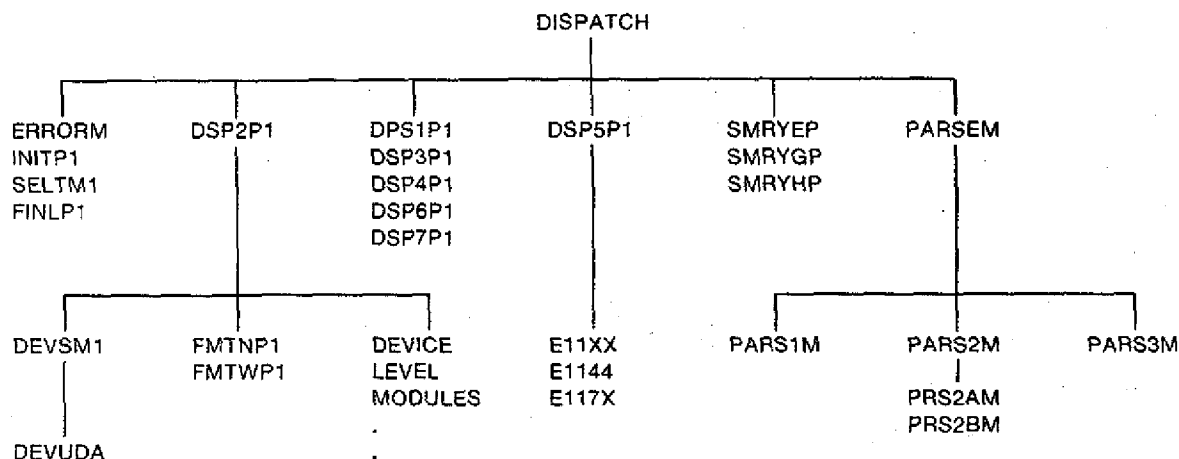 DISPATCH
ERRORM DSP2P1 DPS1P1 DSP5P1 SMRYEP PARSEM
INITP1 DSP3P1 SMRYGP
SELTM1 DSP4P1 SMRYHP
FINLP1 DSP6P1
DSP7P1
DEVSM1 FMTNP1 DEVICE E11XX PARS1M PARS2M PARS3M
FMTWP1 LEVEL E1144
MODULES E117X PRS2AM
. PRS2BM
DEVUDA .